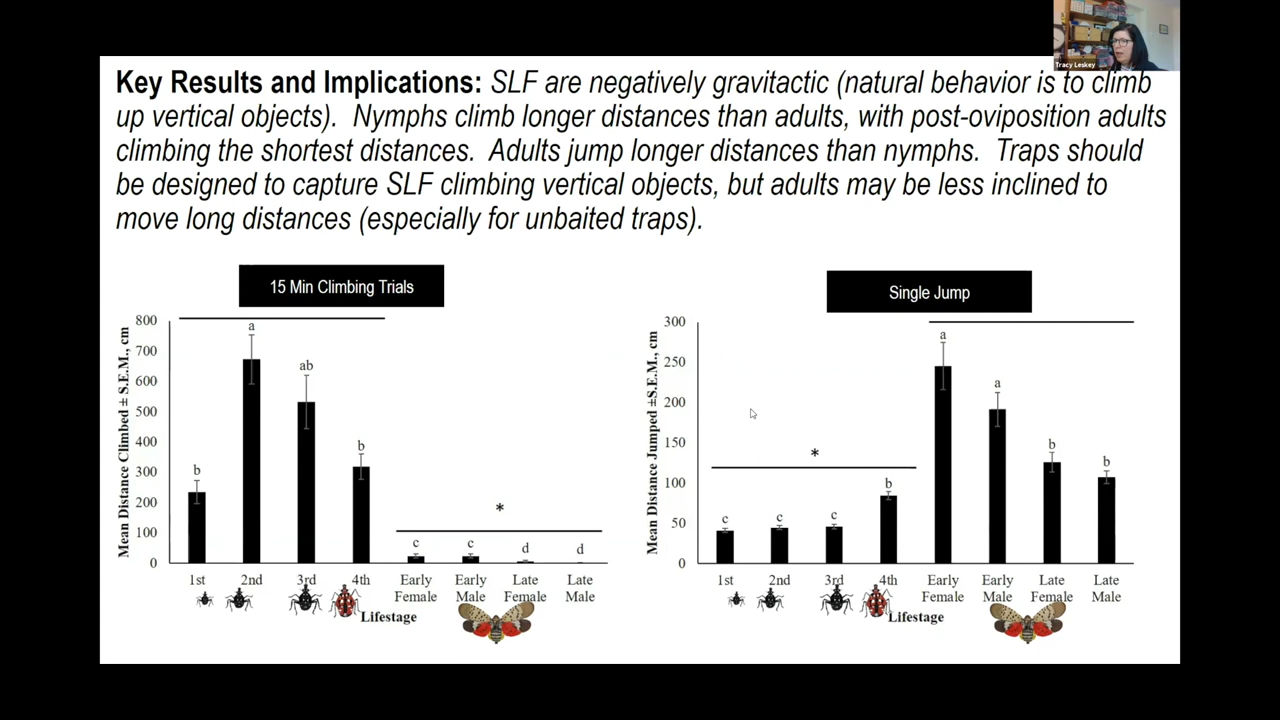 Tracy Leskey
Key Results and Implications: SLF are negatively gravitactic (natural behavior is to climb
up vertical objects). Nymphs climb longer distances than adults, with post-oviposition adults
climbing the shortest distances. Adults jump longer distances than nymphs. Traps should
be designed to capture SLF climbing vertical objects, but adults may be less inclined to
move long distances (especially for unbaited traps).
15 Min Climbing Trials
Mean Distance Climbed ± S.E.M., cm
800
700
600
500
400
300
200
100
0
b
a
ab
b
*
c
c
d
d
1st
2nd
3rd
4th
Early
Female
Early
Male
Late
Female
Late
Male
Lifestage
Single Jump
Mean Distance Jumped ±S.E.M., cm
300
250
200
150
100
50
0
*
c
c
c
b
a
a
b
b
1st
2nd
3rd
4th
Early
Female
Early
Male
Late
Female
Late
Male
Lifestage